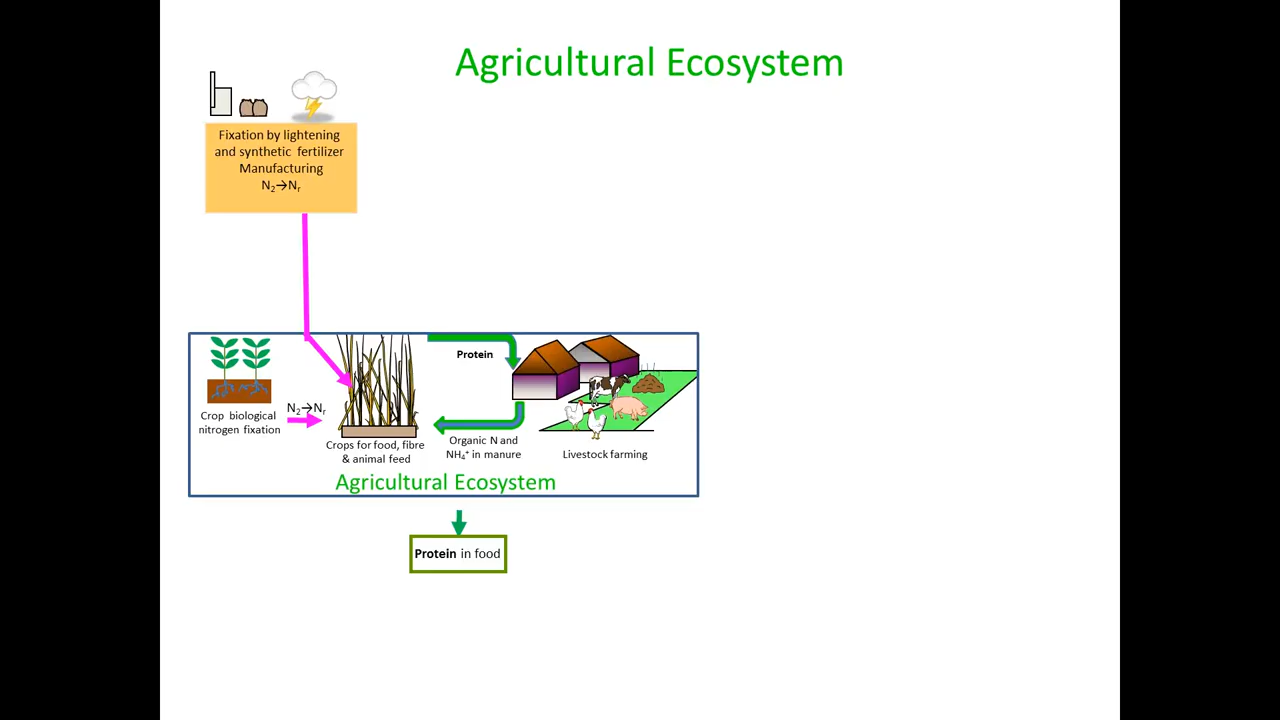 Agricultural Ecosystem
Fixation by lightening
and synthetic fertilizer
Manufacturing
N₂→Nᵣ
Protein
N₂→Nᵣ
Crop biological
nitrogen fixation
Crops for food, fibre
& animal feed
Organic N and
NH₄⁺ in manure
Livestock farming
Agricultural Ecosystem
Protein in food